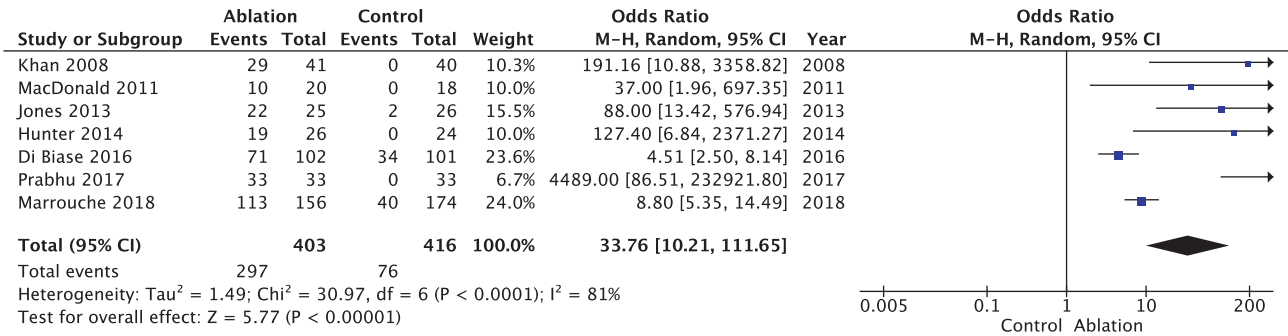 Ablation Control Odds Ratio Odds Ratio
Study or Subgroup Events Total Events Total Weight M-H, Random, 95% CI Year M-H, Random, 95% CI
Khan 2008 29 41 0 40 10.3% 191.16 [10.88, 3358.82] 2008
MacDonald 2011 10 20 0 18 10.0% 37.00 [1.96, 697.35] 2011
Jones 2013 22 25 2 26 15.5% 88.00 [13.42, 576.94] 2013
Hunter 2014 19 26 0 24 10.0% 127.40 [6.84, 2371.27] 2014
Di Biase 2016 71 102 34 101 23.6% 4.51 [2.50, 8.14] 2016
Prabhu 2017 33 33 0 33 6.7% 4489.00 [86.51, 232921.80] 2017
Marrouche 2018 113 156 40 174 24.0% 8.80 [5.35, 14.49] 2018
Total (95% CI) 403 416 100.0% 33.76 [10.21, 111.65]
Total events 297 76
Heterogeneity: Tau² = 1.49; Chi² = 30.97, df = 6 (P < 0.0001); I² = 81%
Test for overall effect: Z = 5.77 (P < 0.00001)
0.005 0.1 1 10 200
Control Ablation